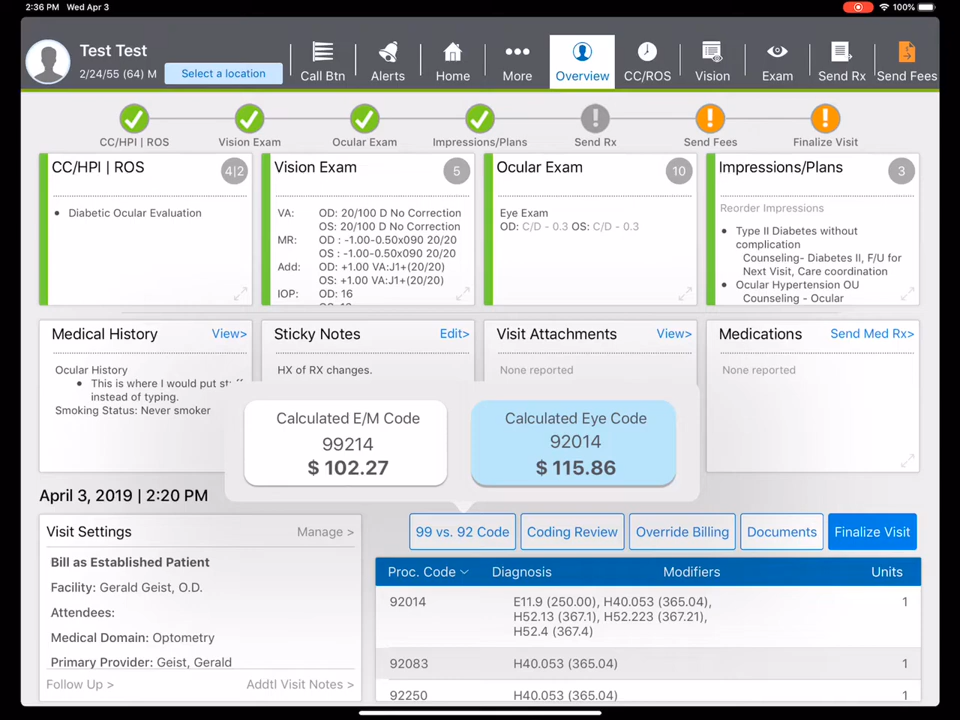 2:36 PM Wed Apr 3
100%
Test Test
2/24/55 (64) M
Select a location
Call Btn
Alerts
Home
More
Overview
CC/ROS
Vision
Exam
Send Rx
Send Fees
CC/HPI | ROS
Vision Exam
Ocular Exam
Impressions/Plans
Send Rx
Send Fees
Finalize Visit
CC/HPI | ROS
4|2
Diabetic Ocular Evaluation
Vision Exam
5
VA: OD: 20/100 D No Correction
OS: 20/100 D No Correction
MR: OD : -1.00-0.50x090 20/20
OS : -1.00-0.50x090 20/20
Add: OD: +1.00 VA:J1+(20/20)
OS: +1.00 VA:J1+(20/20)
IOP: OD: 16
Ocular Exam
10
Eye Exam
OD: C/D - 0.3 OS: C/D - 0.3
Impressions/Plans
3
Reorder Impressions
Type II Diabetes without
complication
Counseling- Diabetes II, F/U for
Next Visit, Care coordination
Ocular Hypertension OU
Counseling - Ocular
Medical History
View>
Ocular History
This is where I would put
instead of typing.
Smoking Status: Never smoker
Sticky Notes
Edit>
HX of RX changes.
Visit Attachments
View>
None reported
Medications
Send Med Rx>
None reported
Calculated E/M Code
99214
$ 102.27
Calculated Eye Code
92014
$ 115.86
April 3, 2019 | 2:20 PM
Visit Settings
Manage >
Bill as Established Patient
Facility: Gerald Geist, O.D.
Attendees:
Medical Domain: Optometry
Primary Provider: Geist, Gerald
Follow Up >
Addtl Visit Notes >
99 vs. 92 Code
Coding Review
Override Billing
Documents
Finalize Visit
Proc. Code Diagnosis Modifiers Units
92014 E11.9 (250.00), H40.053 (365.04), 1
H52.13 (367.1), H52.223 (367.21),
H52.4 (367.4)
92083 H40.053 (365.04) 1
92250 H40.053 (365.04) 1